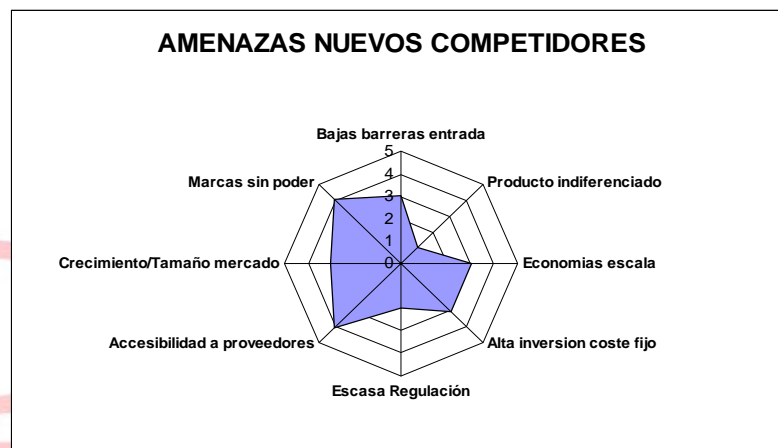 AMENAZAS NUEVOS COMPETIDORES
Bajas barreras entrada
5
Marcas sin poder
4
Producto indiferenciado
3
2
1
Crecimiento/Tamaño mercado
0
Economias escala
Accesibilidad a proveedores
Alta inversion coste fijo
Escasa Regulación